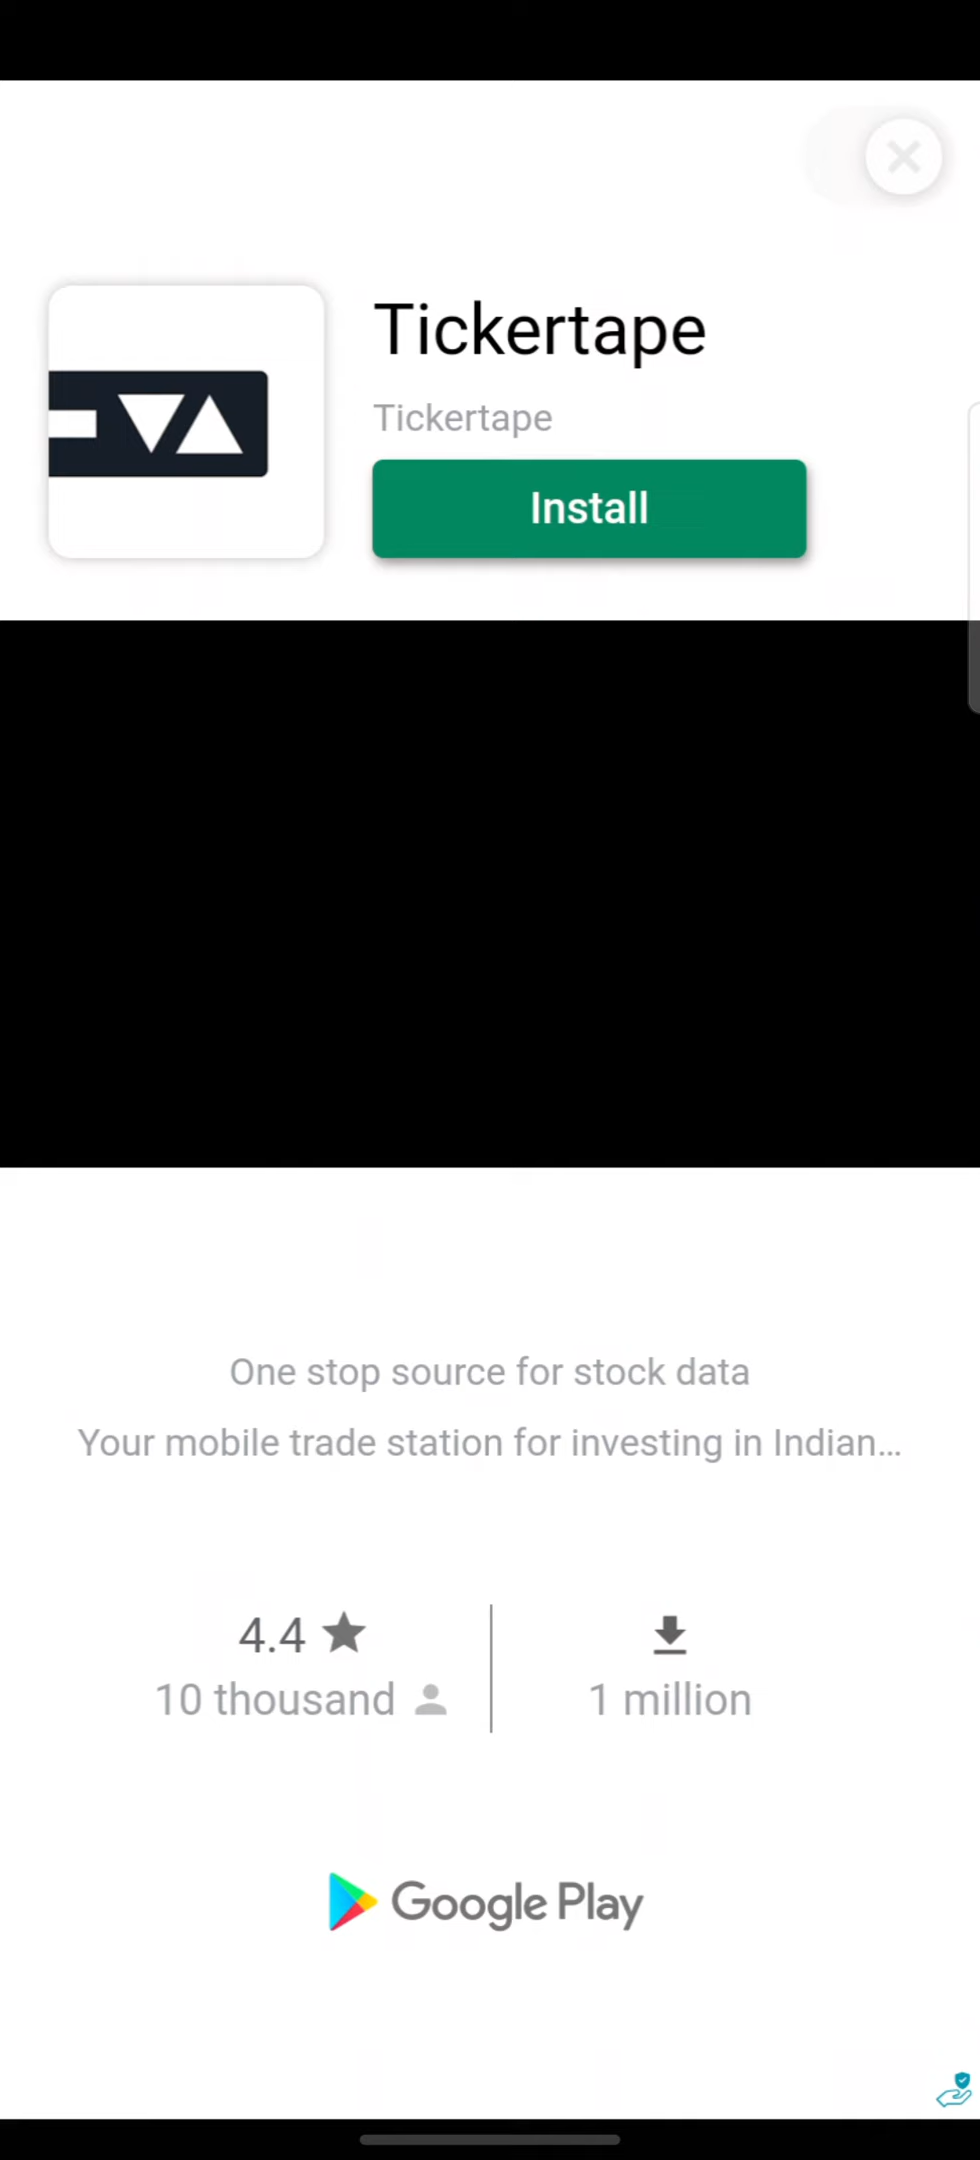 Tickertape
Tickertape
Install
One stop source for stock data
Your mobile trade station for investing in Indian...
4.4
10 thousand
1 million
Google Play